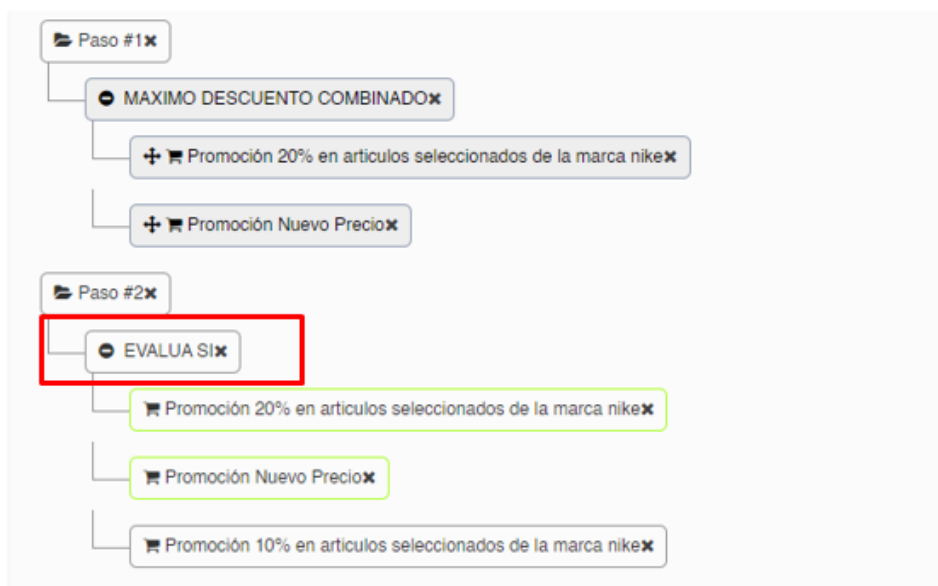 Paso #1
MAXIMO DESCUENTO COMBINADO
Promoción 20% en articulos seleccionados de la marca nike
Promoción Nuevo Precio
Paso #2
EVALUA SI
Promoción 20% en articulos seleccionados de la marca nike
Promoción Nuevo Precio
Promoción 10% en articulos seleccionados de la marca nike